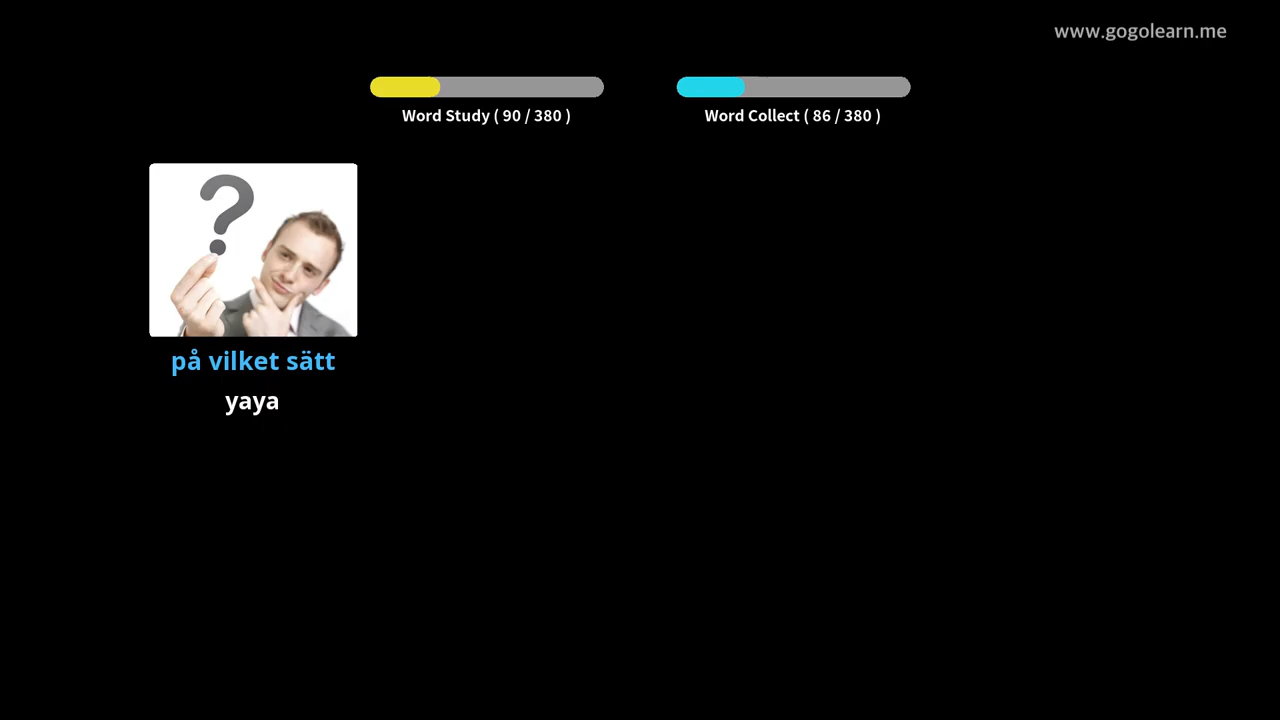 www.gogolearn.me
Word Study ( 90 / 380 )
Word Collect ( 86 / 380 )
?
på vilket sätt
yaya